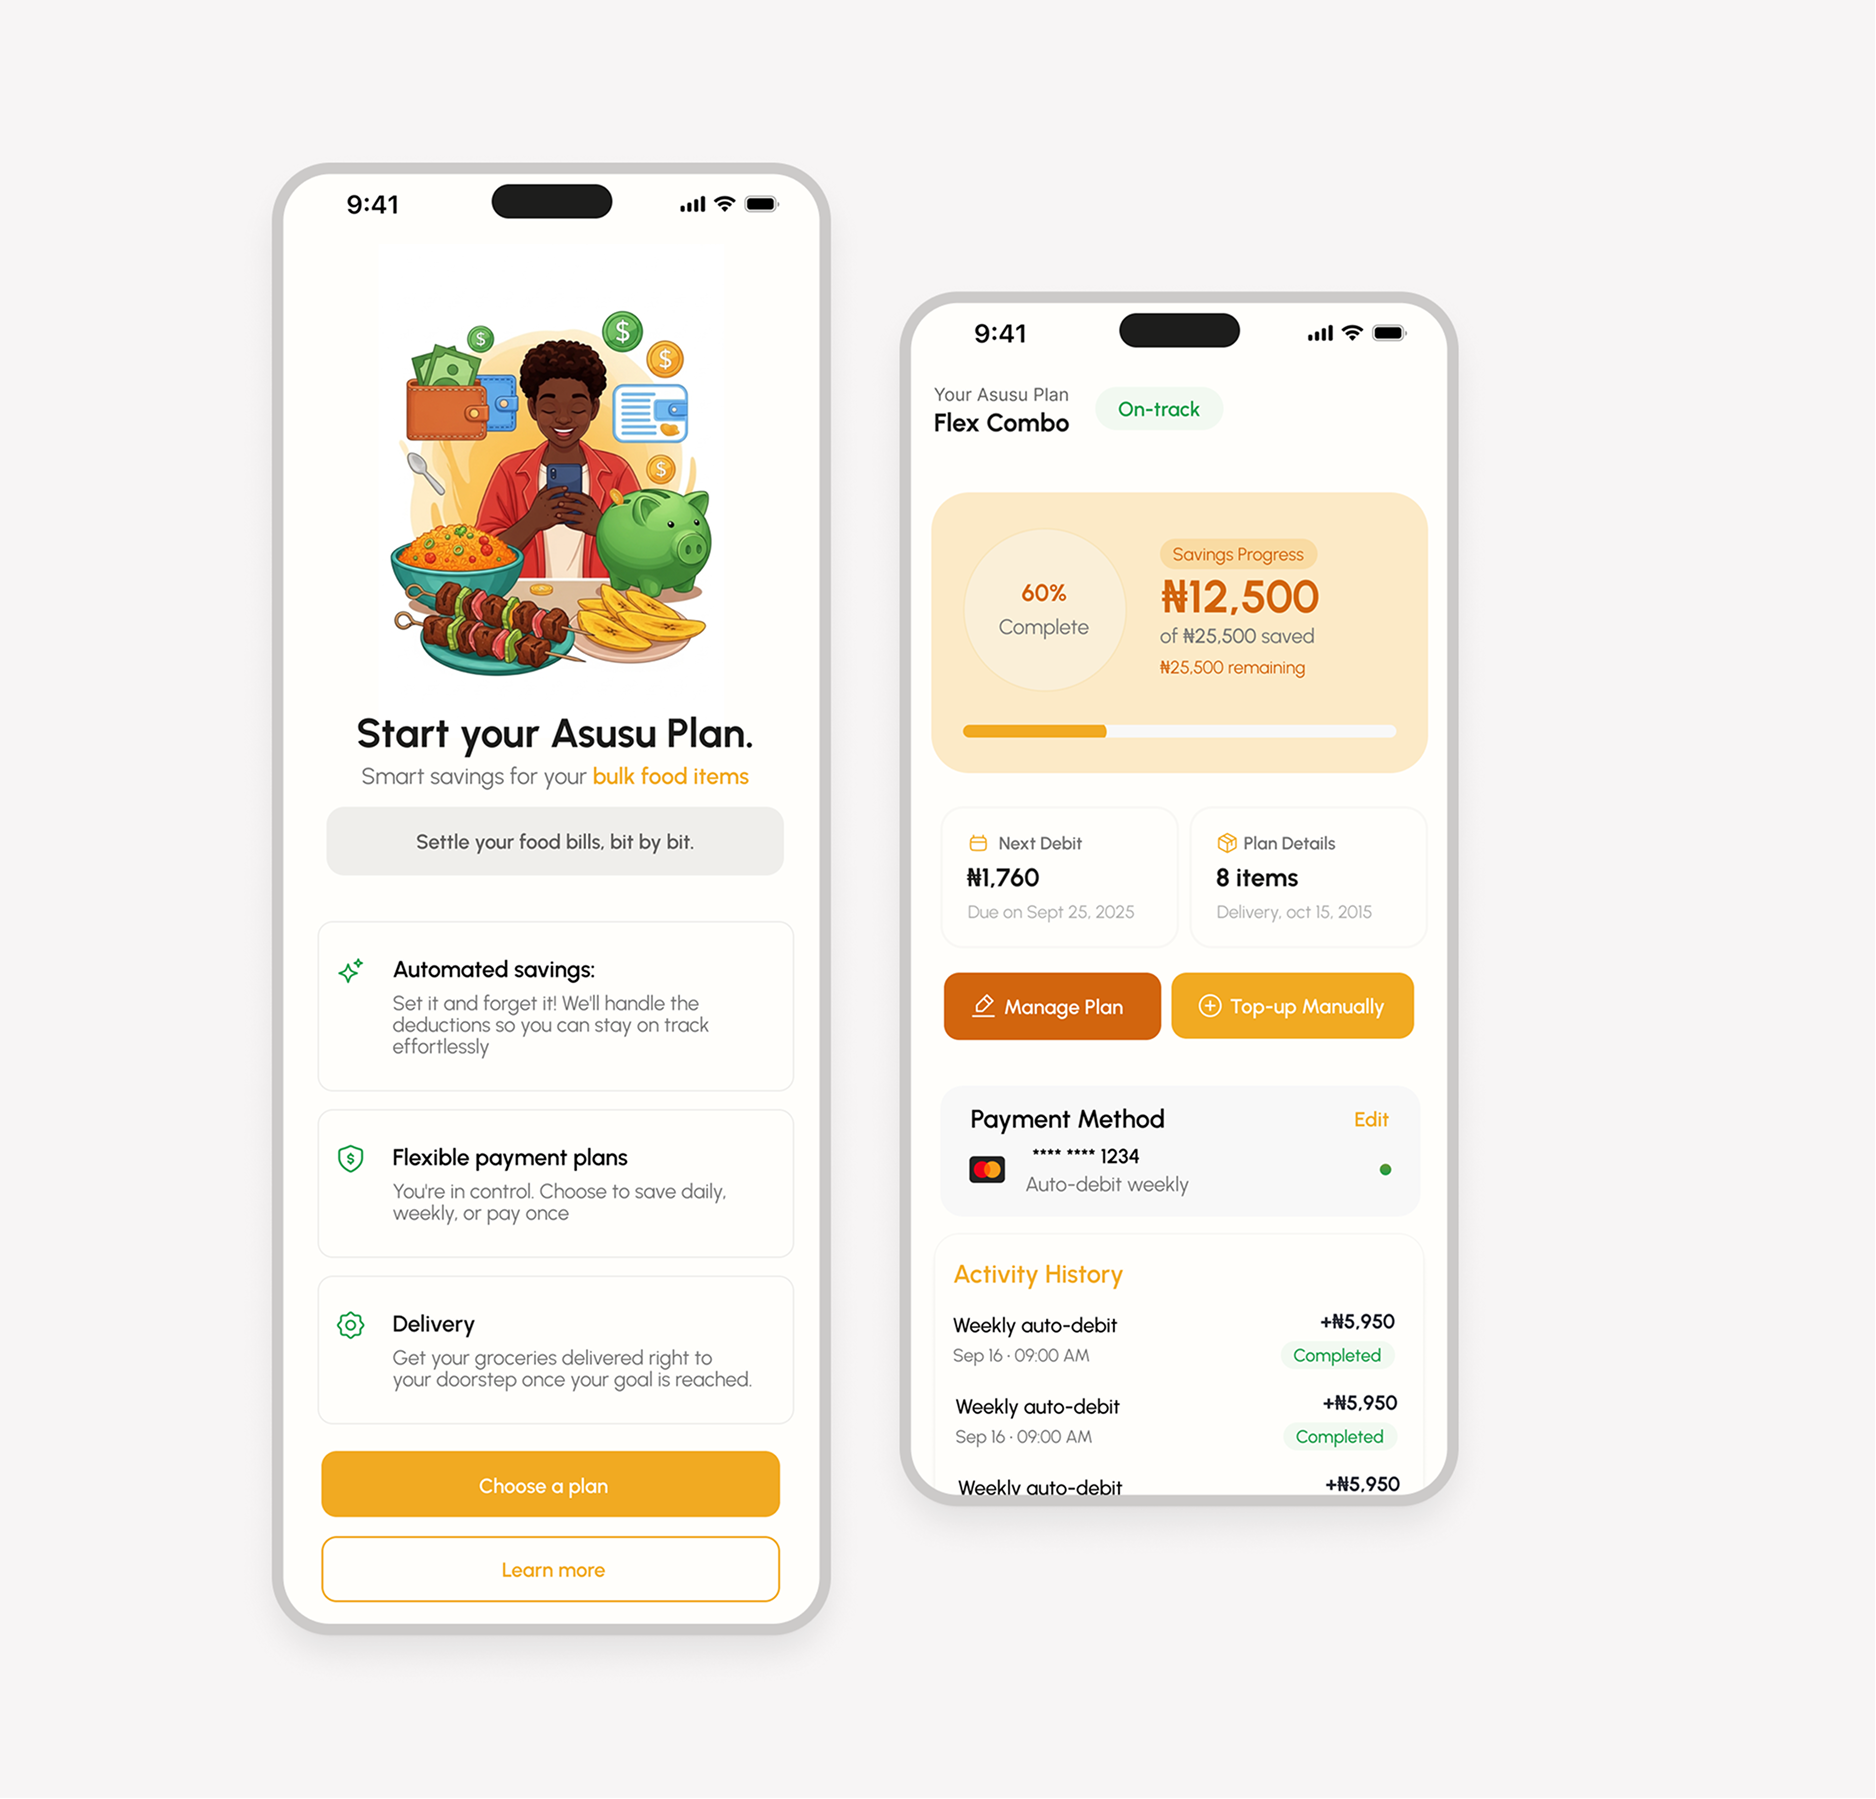 9:41
$
$
$
$
Start your Asusu Plan.
Smart savings for your bulk food items
Settle your food bills, bit by bit.
Automated savings:
Set it and forget it! We'll handle the
deductions so you can stay on track
effortlessly
$
Flexible payment plans
You're in control. Choose to save daily,
weekly, or pay once
Delivery
Get your groceries delivered right to
your doorstep once your goal is reached.
Choose a plan
Learn more
9:41
Your Asusu Plan
Flex Combo
On-track
60%
Complete
Savings Progress
₦12,500
of ₦25,500 saved
₦25,500 remaining
Next Debit
₦1,760
Due on Sept 25, 2025
Plan Details
8 items
Delivery, oct 15, 2015
Manage Plan
Top-up Manually
Payment Method
Edit
**** **** 1234
Auto-debit weekly
Activity History
Weekly auto-debit
+₦5,950
Sep 16 · 09:00 AM
Completed
Weekly auto-debit
+₦5,950
Sep 16 · 09:00 AM
Completed
Weekly auto-debit
+₦5,950